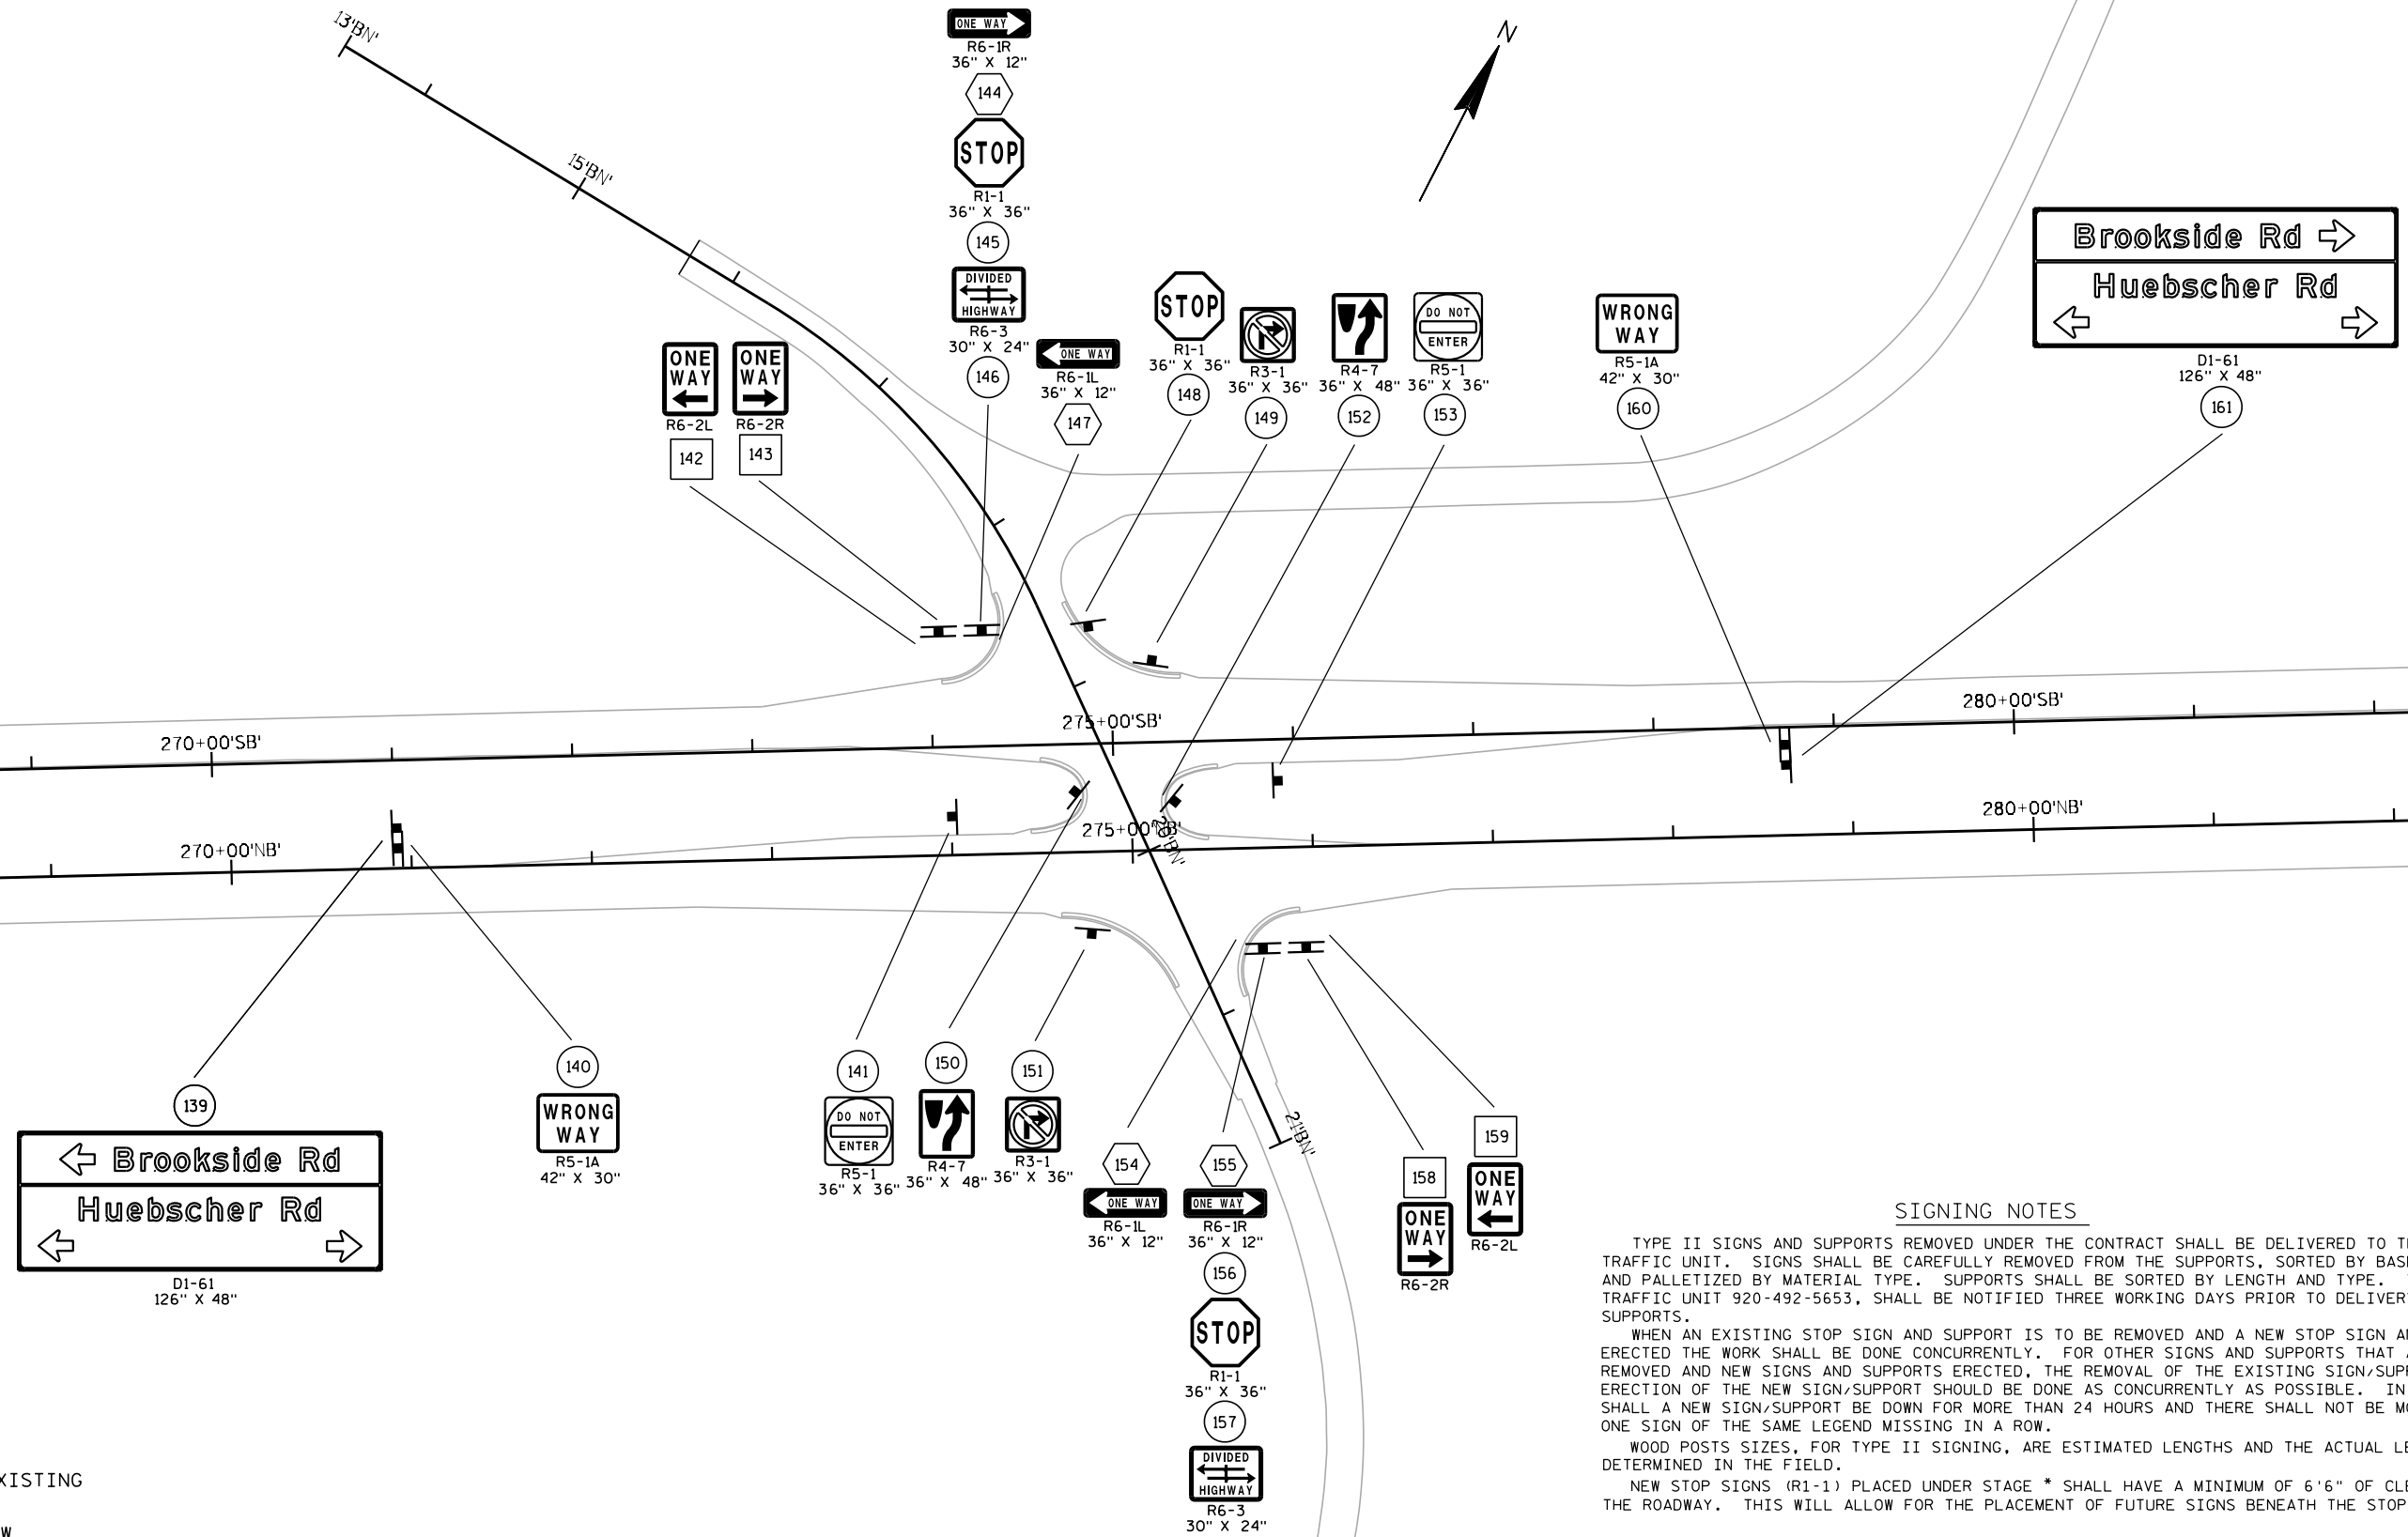 13'BN'
15'BN'
ONE WAY
R6-1R
36" X 12"
144
STOP
R1-1
36" X 36"
145
DIVIDED
HIGHWAY
R6-3
30" X 24"
146
N
ONE
WAY
R6-2L
142
ONE
WAY
R6-2R
143
ONE WAY
R6-1L
36" X 12"
147
STOP
R1-1
36" X 36"
148
R3-1
36" X 36"
149
R4-7
36" X 48"
152
DO NOT
ENTER
R5-1
36" X 36"
153
WRONG
WAY
R5-1A
42" X 30"
160
Brookside Rd
Huebscher Rd
D1-61
126" X 48"
161
270+00'SB'
275+00'SB'
280+00'SB'
270+00'NB'
275+00'NB'
280+00'NB'
20'BN'
21'BN'
139
Brookside Rd
Huebscher Rd
D1-61
126" X 48"
140
WRONG
WAY
R5-1A
42" X 30"
141
DO NOT
ENTER
R5-1
36" X 36"
150
R4-7
36" X 48"
151
R3-1
36" X 36"
154
ONE WAY
R6-1L
36" X 12"
155
ONE WAY
R6-1R
36" X 12"
156
STOP
R1-1
36" X 36"
157
DIVIDED
HIGHWAY
R6-3
30" X 24"
158
ONE
WAY
R6-2R
159
ONE
WAY
R6-2L
SIGNING NOTES
TYPE II SIGNS AND SUPPORTS REMOVED UNDER THE CONTRACT SHALL BE DELIVERED TO
TRAFFIC UNIT. SIGNS SHALL BE CAREFULLY REMOVED FROM THE SUPPORTS, SORTED BY BAS
AND PALLETIZED BY MATERIAL TYPE. SUPPORTS SHALL BE SORTED BY LENGTH AND TYPE.
TRAFFIC UNIT 920-492-5653, SHALL BE NOTIFIED THREE WORKING DAYS PRIOR TO DELIVER
SUPPORTS.
WHEN AN EXISTING STOP SIGN AND SUPPORT IS TO BE REMOVED AND A NEW STOP SIGN
ERECTED THE WORK SHALL BE DONE CONCURRENTLY. FOR OTHER SIGNS AND SUPPORTS THAT
REMOVED AND NEW SIGNS AND SUPPORTS ERECTED, THE REMOVAL OF THE EXISTING SIGN/SUP
ERECTION OF THE NEW SIGN/SUPPORT SHOULD BE DONE AS CONCURRENTLY AS POSSIBLE. IN
SHALL A NEW SIGN/SUPPORT BE DOWN FOR MORE THAN 24 HOURS AND THERE SHALL NOT BE
ONE SIGN OF THE SAME LEGEND MISSING IN A ROW.
WOOD POSTS SIZES, FOR TYPE II SIGNING, ARE ESTIMATED LENGTHS AND THE ACTUAL LE
DETERMINED IN THE FIELD.
NEW STOP SIGNS (R1-1) PLACED UNDER STAGE * SHALL HAVE A MINIMUM OF 6'6" OF CLE
THE ROADWAY. THIS WILL ALLOW FOR THE PLACEMENT OF FUTURE SIGNS BENEATH THE STOP
XISTING
W